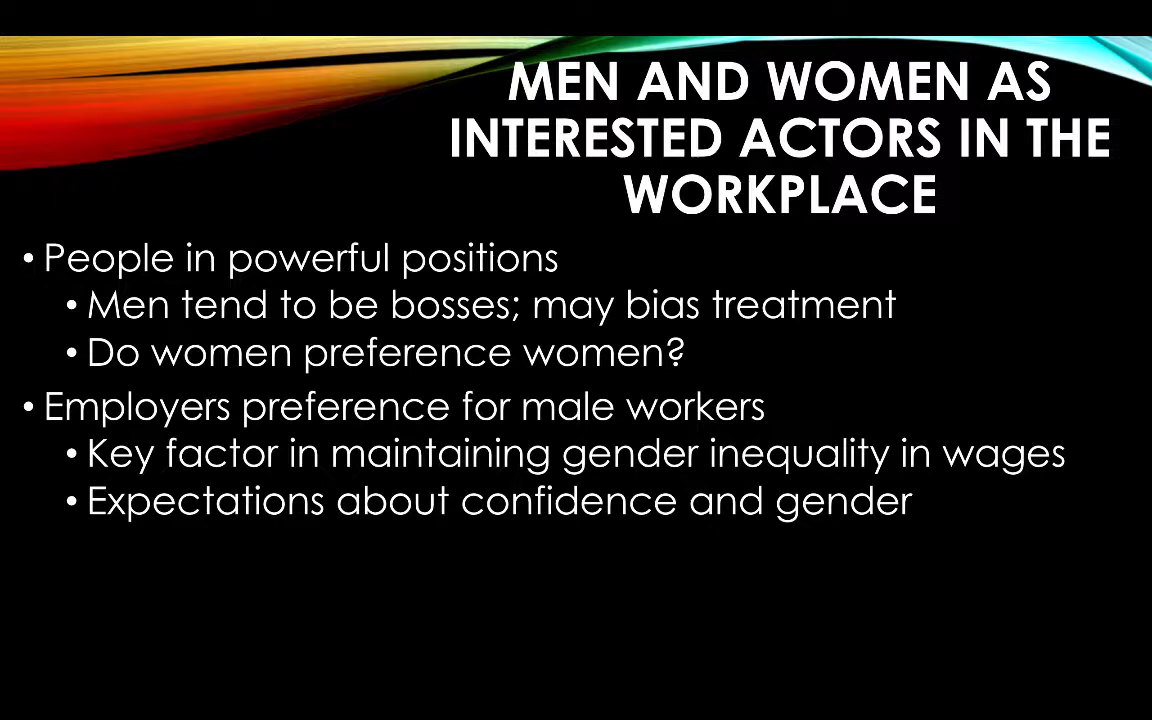 MEN AND WOMEN AS
INTERESTED ACTORS IN THE
WORKPLACE
• People in powerful positions
• Men tend to be bosses; may bias treatment
• Do women preference women?
• Employers preference for male workers
• Key factor in maintaining gender inequality in wages
• Expectations about confidence and gender